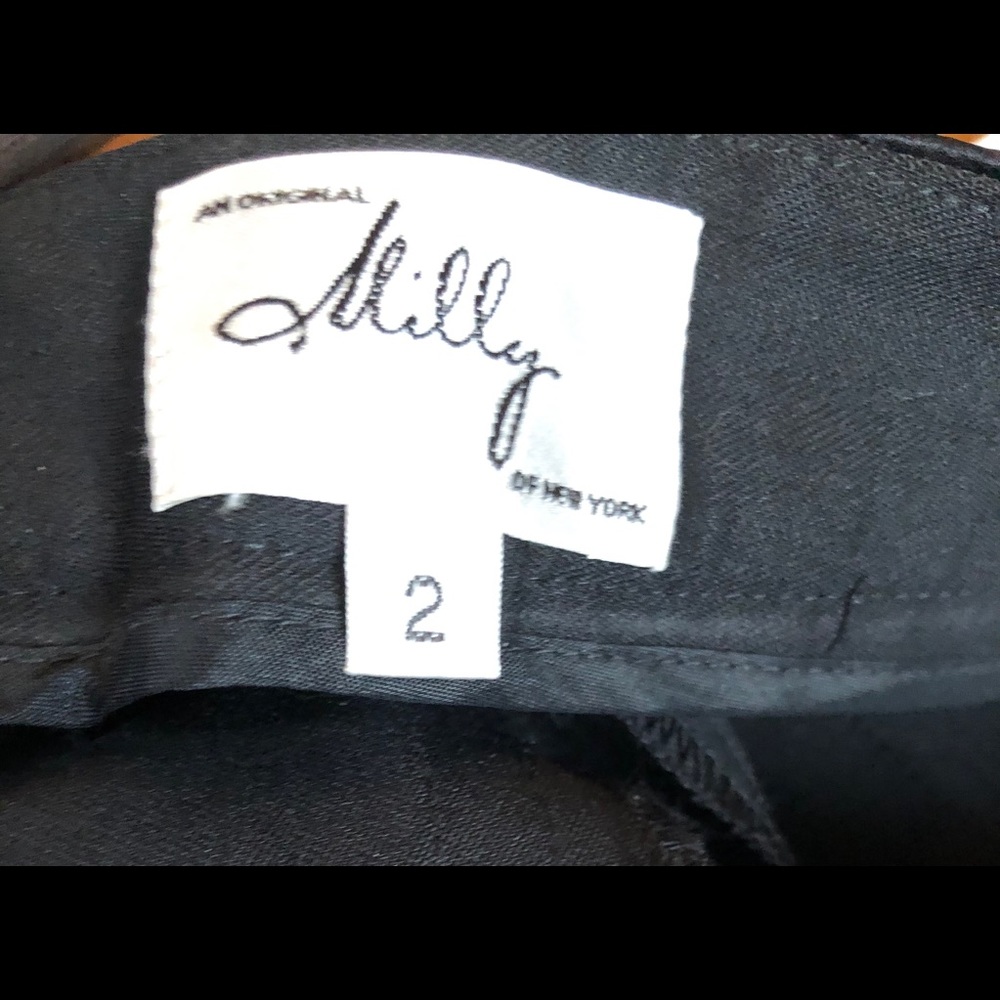 AN ORIGINAL
Milly
OF NEW YORK
2